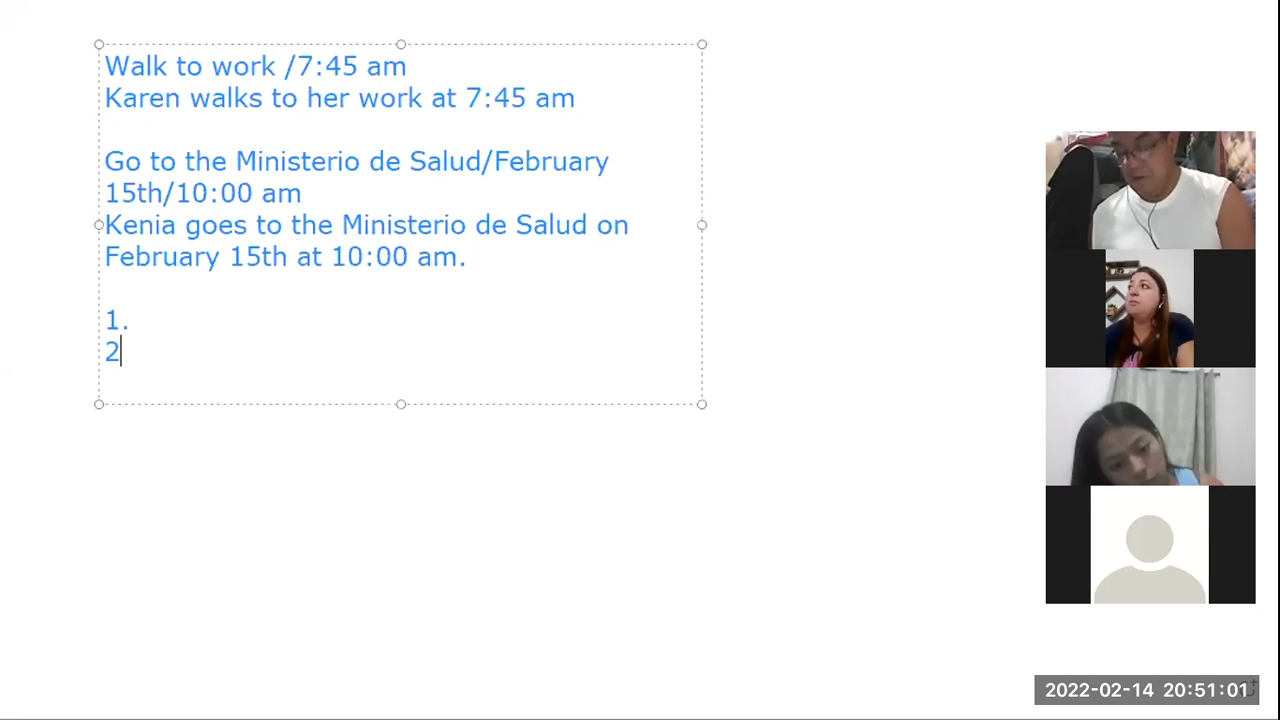 Walk to work /7:45 am
Karen walks to her work at 7:45 am
Go to the Ministerio de Salud/February
15th/10:00 am
Kenia goes to the Ministerio de Salud on
February 15th at 10:00 am.
1.
2
2022-02-14 20:51:01